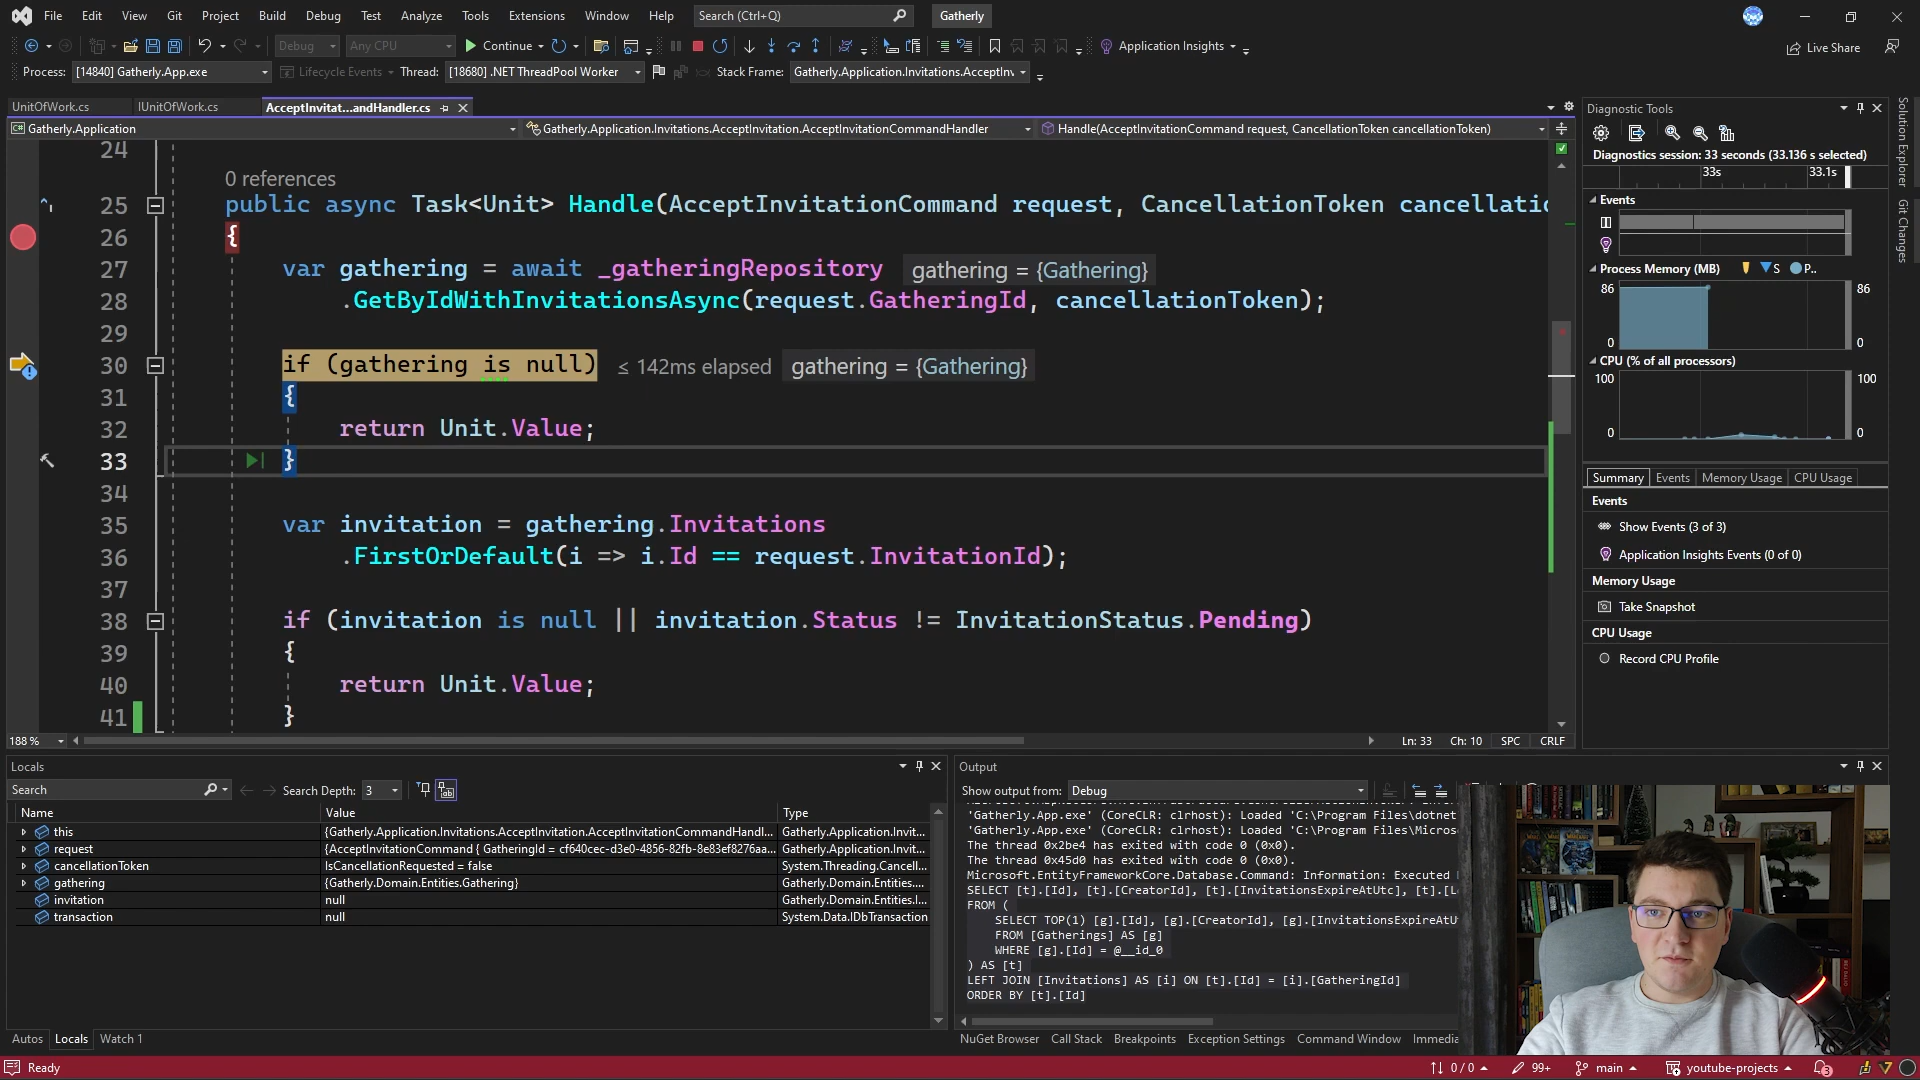 File Edit View Git Project Build Debug Test Analyze Tools Extensions Window Help Search (Ctrl+Q) Gatherly
Debug Any CPU Continue Application Insights Live Share
Process: [14840] Gatherly.App.exe Lifecycle Events Thread: [18680] .NET ThreadPool Worker Stack Frame: Gatherly.Application.Invitations.AcceptInv
UnitOfWork.cs IUnitOfWork.cs AcceptInvitat...andHandler.cs
Gatherly.Application Gatherly.Application.Invitations.AcceptInvitation.AcceptInvitationCommandHandler Handle(AcceptInvitationCommand request, CancellationToken cancellationToken)
24
0 references
25 public async Task<Unit> Handle(AcceptInvitationCommand request, CancellationToken cancellatio
26 {
27 var gathering = await _gatheringRepository gathering = {Gathering}
28 .GetByIdWithInvitationsAsync(request.GatheringId, cancellationToken);
29
30 if (gathering is null) ≤ 142ms elapsed gathering = {Gathering}
31 {
32 return Unit.Value;
33 }
34
35 var invitation = gathering.Invitations
36 .FirstOrDefault(i => i.Id == request.InvitationId);
37
38 if (invitation is null || invitation.Status != InvitationStatus.Pending)
39 {
40 return Unit.Value;
41 }
188 % Ln: 33 Ch: 10 SPC CRLF
Diagnostic Tools
Diagnostics session: 33 seconds (33.136 s selected)
33s 33.1s
Events
Process Memory (MB) S P..
86 86
0 0
CPU (% of all processors)
100 100
0 0
Summary Events Memory Usage CPU Usage
Events
Show Events (3 of 3)
Application Insights Events (0 of 0)
Memory Usage
Take Snapshot
CPU Usage
Record CPU Profile
Solution Explorer
Git Changes
Locals
Search Search Depth: 3
Name Value Type
this {Gatherly.Application.Invitations.AcceptInvitation.AcceptInvitationCommandHandl... Gatherly.Application.Invit...
request {AcceptInvitationCommand { GatheringId = cf640cec-d3e0-4856-82fb-8e83ef8276aa... Gatherly.Application.Invit...
cancellationToken IsCancellationRequested = false System.Threading.Cancell...
gathering {Gatherly.Domain.Entities.Gathering} Gatherly.Domain.Entities....
invitation null Gatherly.Domain.Entities.I...
transaction null System.Data.IDbTransaction
Autos Locals Watch 1
Output
Show output from: Debug
'Gatherly.App.exe' (CoreCLR: clrhost): Loaded 'C:\Program Files\dotnet
'Gatherly.App.exe' (CoreCLR: clrhost): Loaded 'C:\Program Files\Micros
The thread 0x2be4 has exited with code 0 (0x0).
The thread 0x45d0 has exited with code 0 (0x0).
Microsoft.EntityFrameworkCore.Database.Command: Information: Executed
SELECT [t].[Id], [t].[CreatorId], [t].[InvitationsExpireAtUtc], [t].[L
FROM (
SELECT TOP(1) [g].[Id], [g].[CreatorId], [g].[InvitationsExpireAtU
FROM [Gatherings] AS [g]
WHERE [g].[Id] = @__id_0
) AS [t]
LEFT JOIN [Invitations] AS [i] ON [t].[Id] = [i].[GatheringId]
ORDER BY [t].[Id]
NuGet Browser Call Stack Breakpoints Exception Settings Command Window Immedia
Ready 0 / 0 99+ main youtube-projects 3